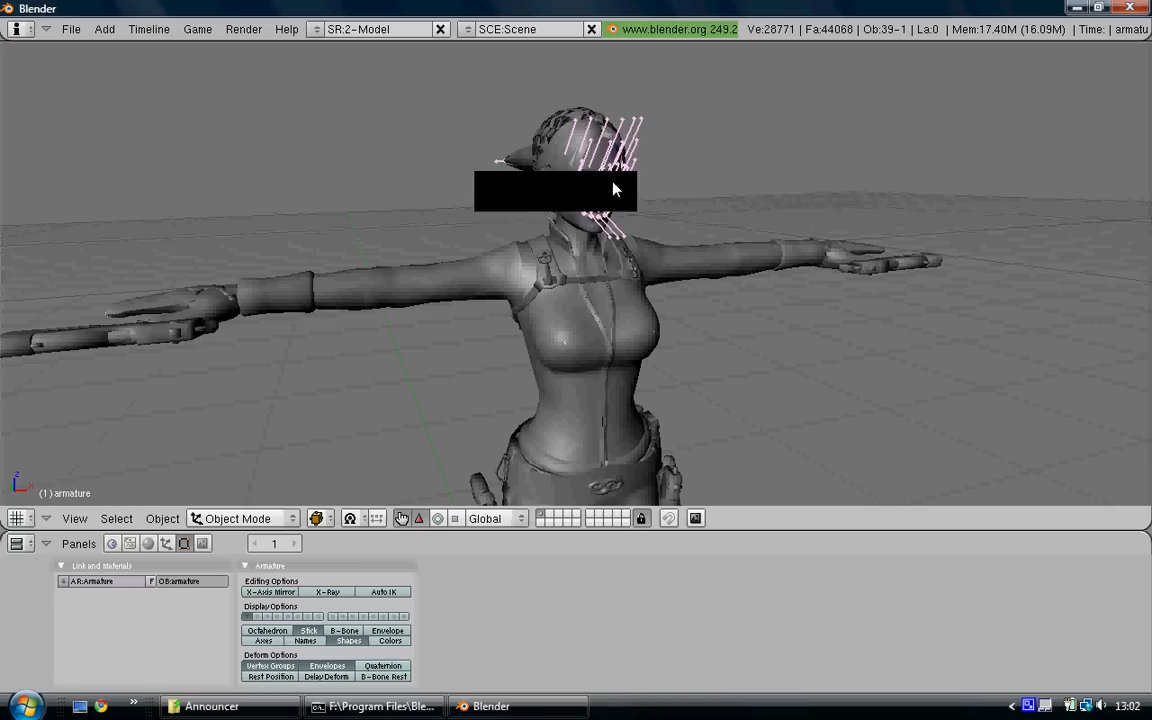 Blender
File Add Timeline Game Render Help SR:2-Model SCE:Scene www.blender.org 249.2 Ve:28771 | Fa:44068 | Ob:39-1 | La:0 | Mem:17.40M (16.09M) | Time: | armatu
z
x
(1) armature
View Select Object Object Mode Global
Panels 1
Link and Materials Armature
AR:Armature F OB:armature
Editing Options
X-Axis Mirror X-Ray Auto IK
Display Options
Octahedron Stick B-Bone Envelope
Axes Names Shapes Colors
Deform Options
Vertex Groups Envelopes Quaternion
Rest Position Delay Deform B-Bone Rest
Announcer F:\Program Files\Ble... Blender 13:02